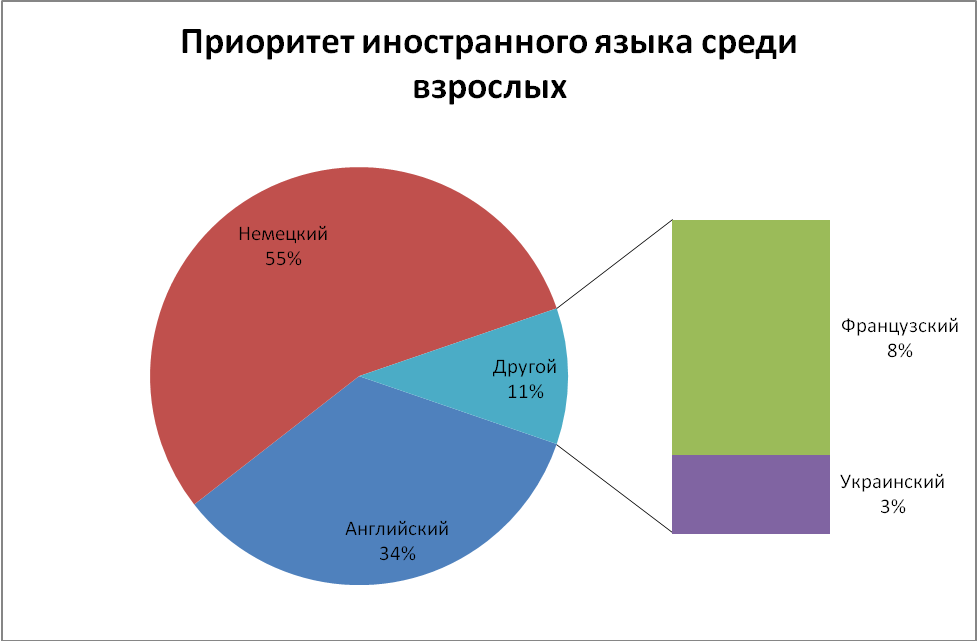 Приоритет иностранного языка среди
взрослых
Немецкий
55%
Другой
11%
Английский
34%
Французский
8%
Украинский
3%